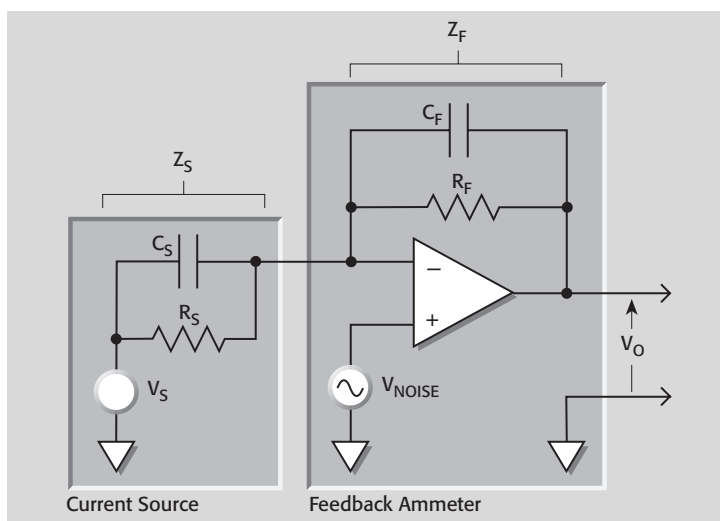 Z_F
C_F
Z_S
R_F
C_S
−
R_S
+
V_O
V_S
V_NOISE
Current Source
Feedback Ammeter